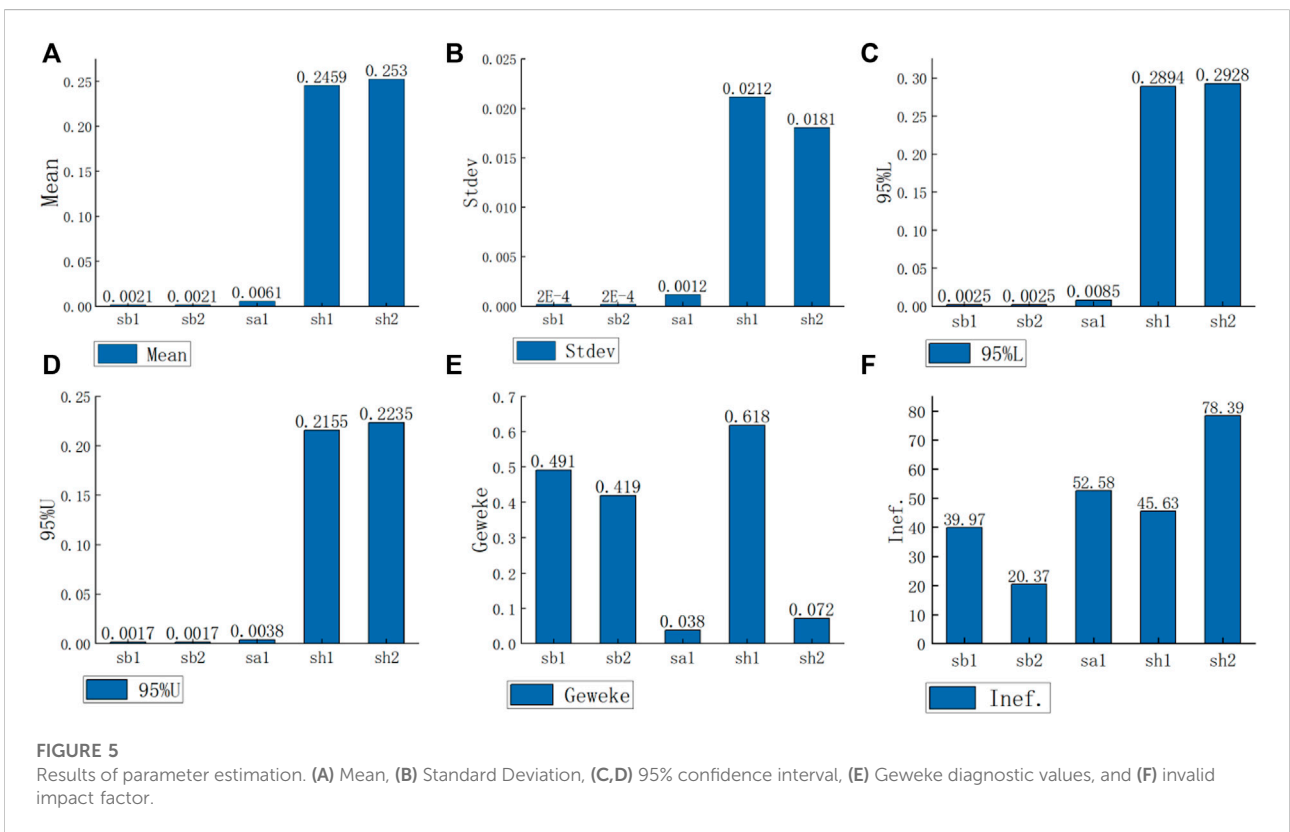 A
Mean
0.25
0.20
0.15
0.10
0.05
0.00
0.0021
0.0021
0.0061
0.2459
0.253
sb1
sb2
sa1
sh1
sh2
Mean
B
Stdev
0.025
0.020
0.015
0.010
0.005
0.000
2E-4
2E-4
0.0012
0.0212
0.0181
sb1
sb2
sa1
sh1
sh2
Stdev
C
95%L
0.30
0.25
0.20
0.15
0.10
0.05
0.00
0.0025
0.0025
0.0085
0.2894
0.2928
sb1
sb2
sa1
sh1
sh2
95%L
D
95%U
0.25
0.20
0.15
0.10
0.05
0.00
0.0017
0.0017
0.0038
0.2155
0.2235
sb1
sb2
sa1
sh1
sh2
95%U
E
Geweke
0.7
0.6
0.5
0.4
0.3
0.2
0.1
0.0
0.491
0.419
0.038
0.618
0.072
sb1
sb2
sa1
sh1
sh2
Geweke
F
Inef.
80
70
60
50
40
30
20
10
0
39.97
20.37
52.58
45.63
78.39
sb1
sb2
sa1
sh1
sh2
Inef.
FIGURE 5
Results of parameter estimation. (A) Mean, (B) Standard Deviation, (C,D) 95% confidence interval, (E) Geweke diagnostic values, and (F) invalid
impact factor.